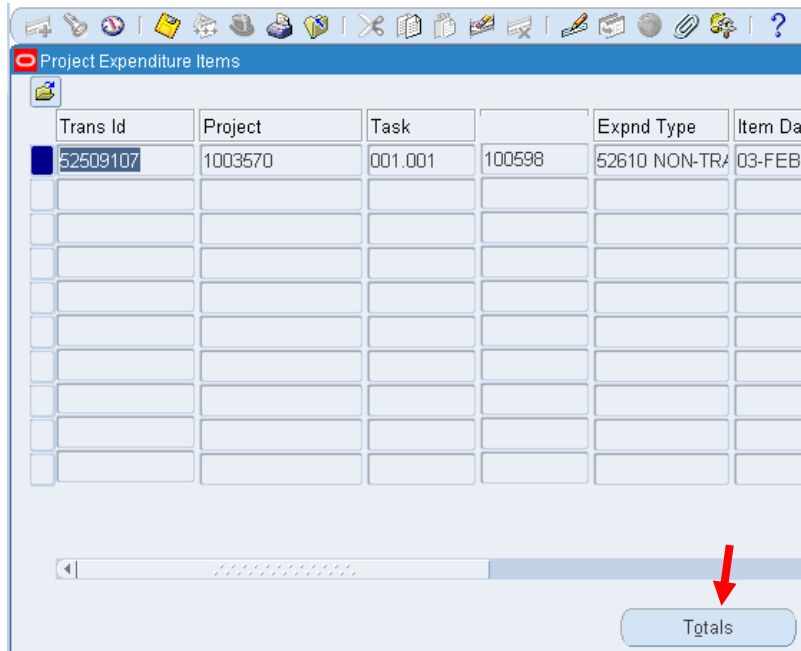 Project Expenditure Items
Trans Id Project Task Expnd Type Item Da
52509107 1003570 001.001 100598 52610 NON-TRA 03-FEB
Totals